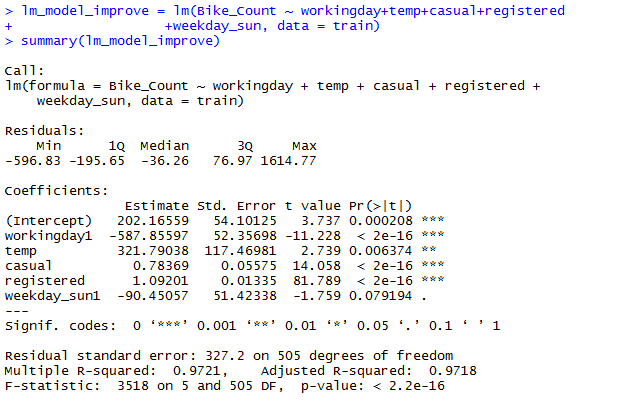 > lm_model_improve = lm(Bike_Count ~ workingday+temp+casual+registered
+                    +weekday_sun, data = train)
> summary(lm_model_improve)
Call:
lm(formula = Bike_Count ~ workingday + temp + casual + registered +
    weekday_sun, data = train)
Residuals:
    Min      1Q  Median      3Q     Max
-596.83 -195.65  -36.26   76.97 1614.77
Coefficients:
               Estimate Std. Error t value Pr(>|t|)
(Intercept)   202.16559   54.10125   3.737 0.000208 ***
workingday1  -587.85597   52.35698 -11.228  < 2e-16 ***
temp          321.79038  117.46981   2.739 0.006374 **
casual          0.78369    0.05575  14.058  < 2e-16 ***
registered      1.09201    0.01335  81.789  < 2e-16 ***
weekday_sun1  -90.45057   51.42338  -1.759 0.079194 .
---
Signif. codes:  0 ‘***’ 0.001 ‘**’ 0.01 ‘*’ 0.05 ‘.’ 0.1 ‘ ’ 1
Residual standard error: 327.2 on 505 degrees of freedom
Multiple R-squared:  0.9721,    Adjusted R-squared:  0.9718
F-statistic:  3518 on 5 and 505 DF,  p-value: < 2.2e-16